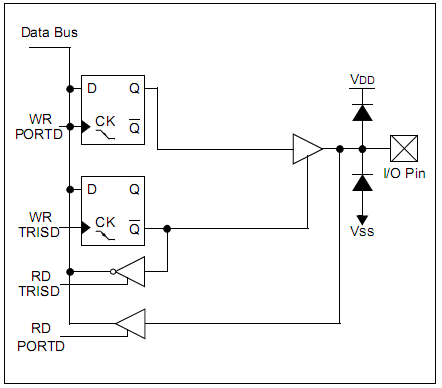 Data Bus
D Q
WR
PORTD
CK
Q
VDD
I/O Pin
D Q
WR
TRISD
CK
Q
VSS
RD
TRISD
RD
PORTD